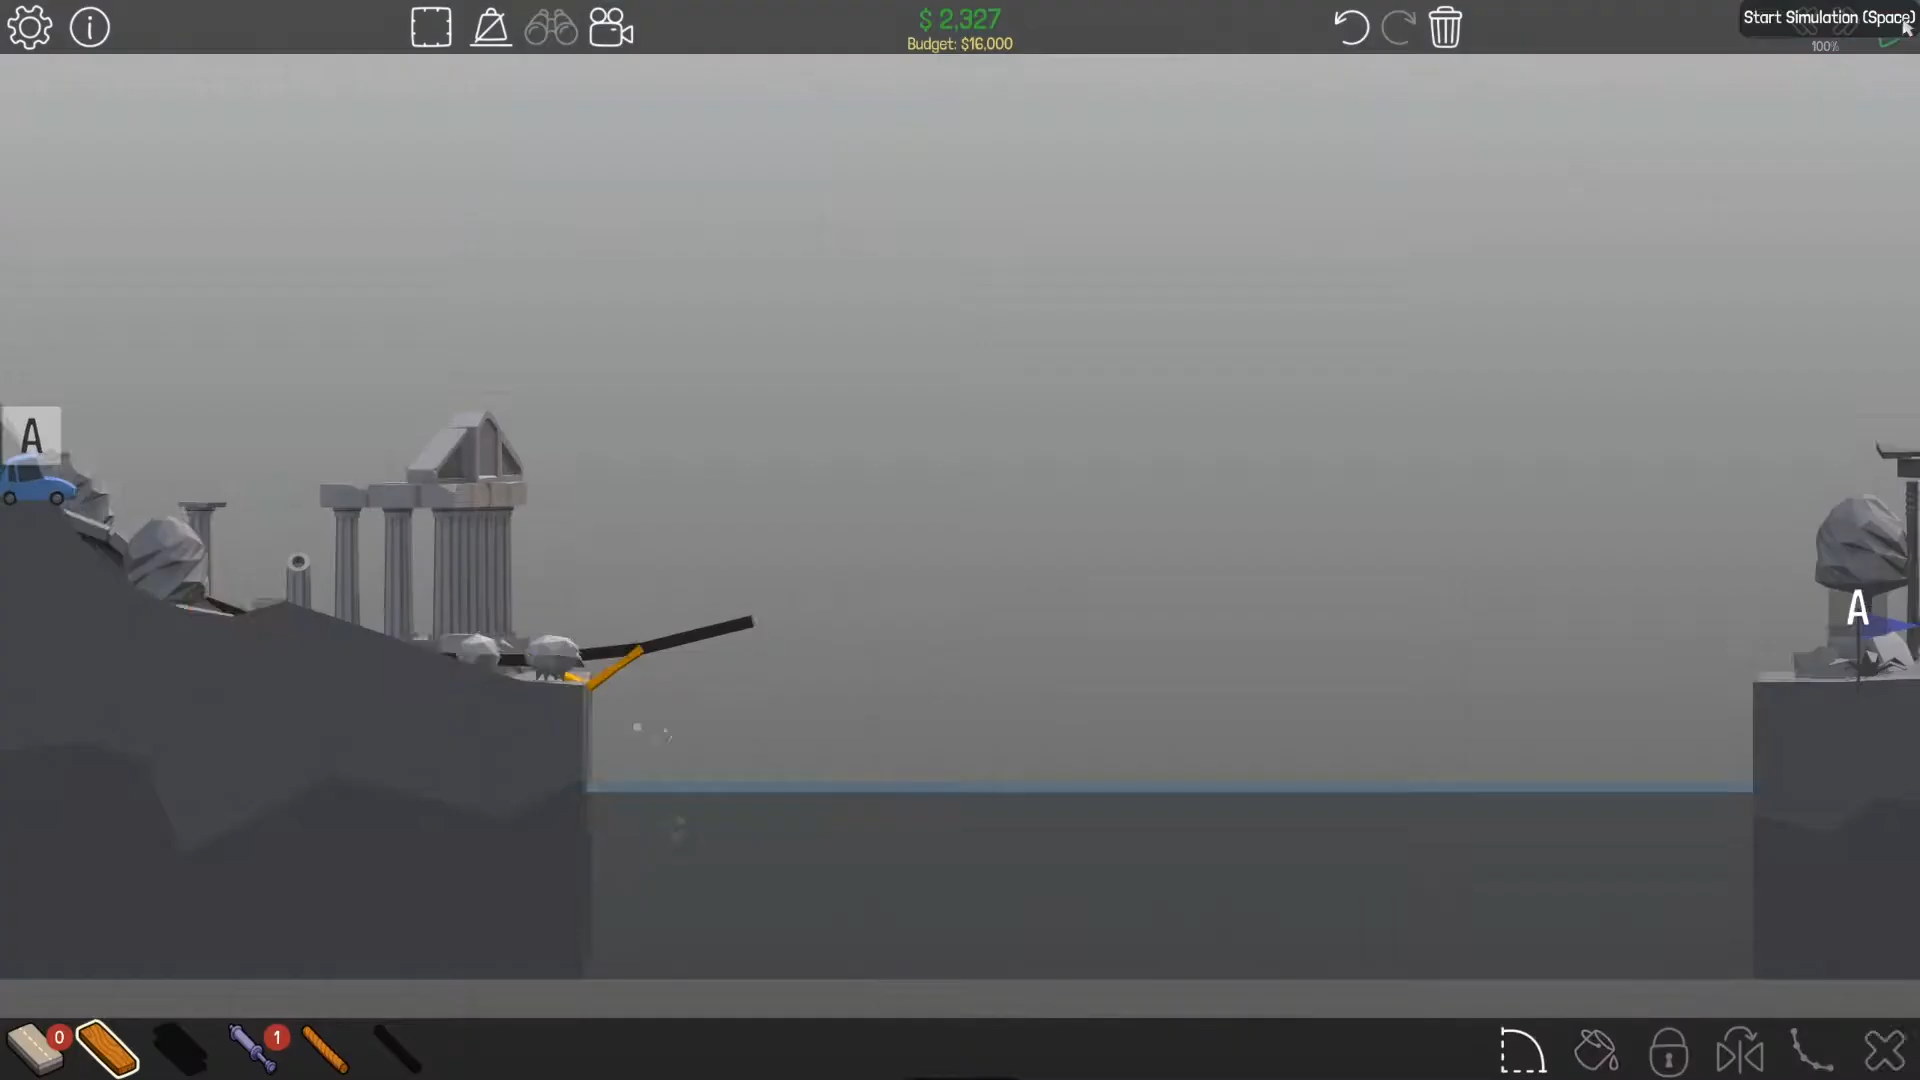 $ 2,327
Budget: $16,000
Start Simulation (Space)
100%
A
A
0
1